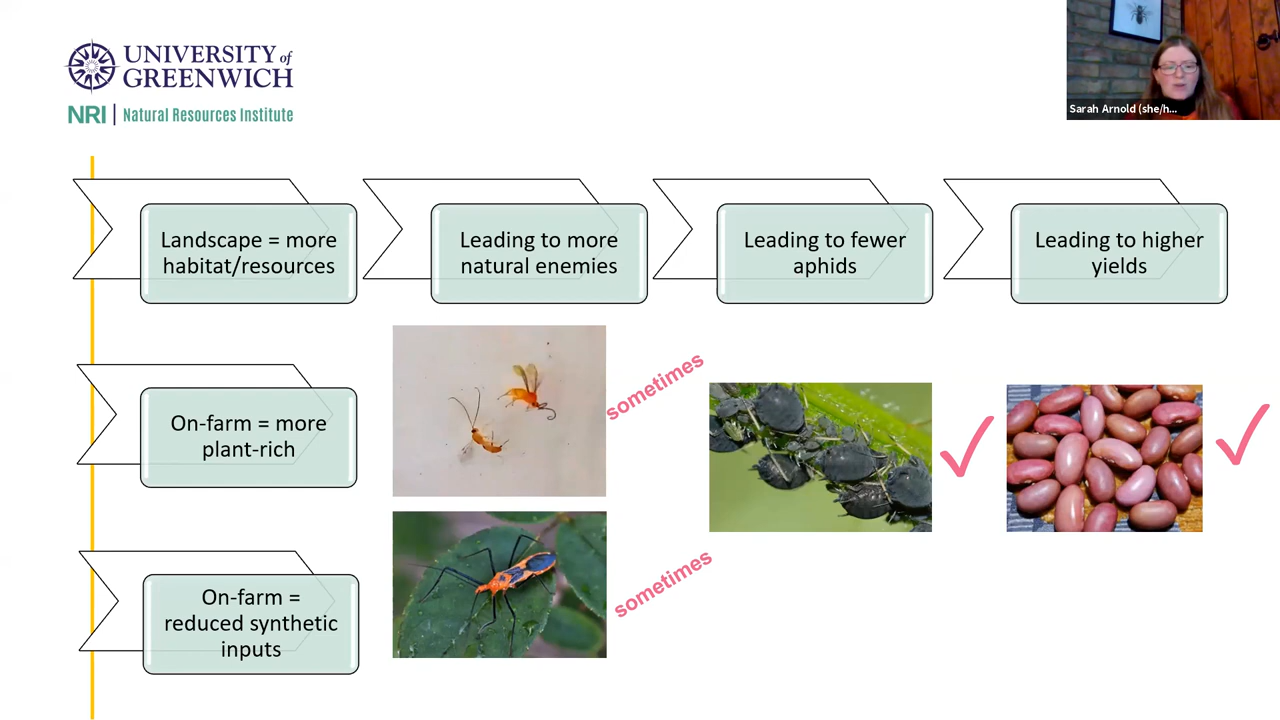 UNIVERSITY of
GREENWICH
NRI | Natural Resources Institute
Sarah Arnold (she/h...
Landscape = more
habitat/resources
Leading to more
natural enemies
Leading to fewer
aphids
Leading to higher
yields
On-farm = more
plant-rich
sometimes
On-farm =
reduced synthetic
inputs
sometimes